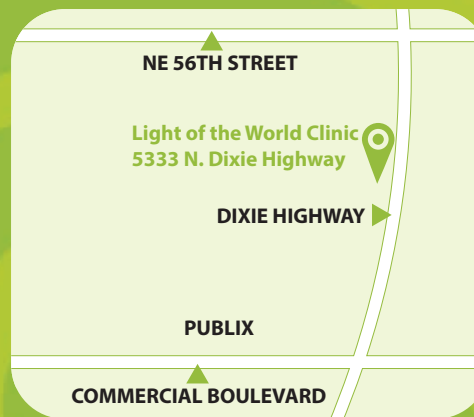 NE 56TH STREET
Light of the World Clinic
5333 N. Dixie Highway
DIXIE HIGHWAY
PUBLIX
COMMERCIAL BOULEVARD